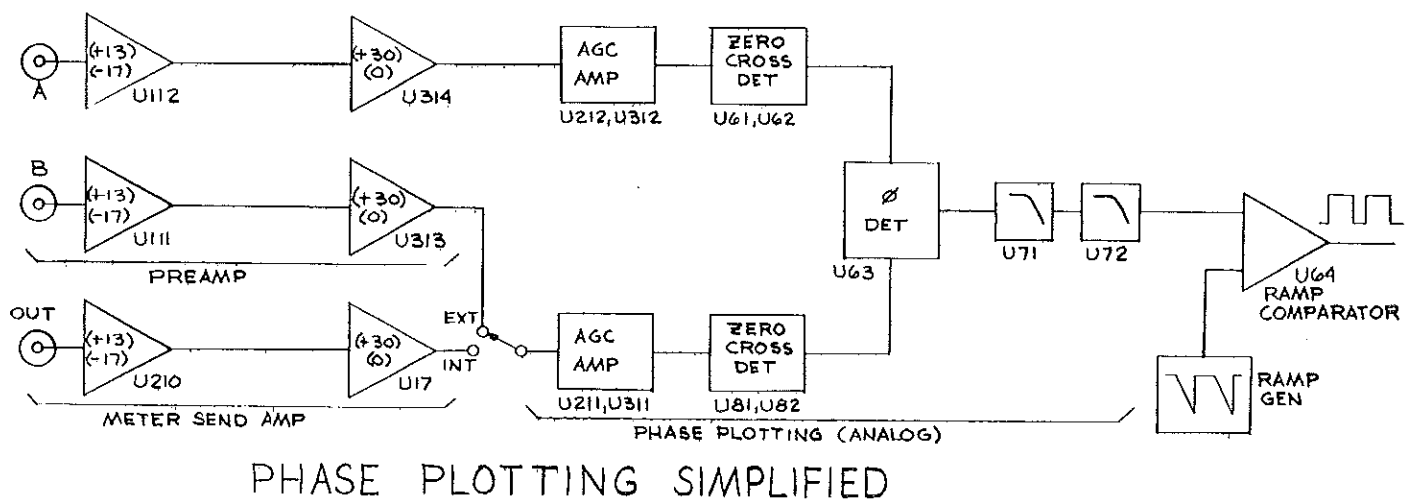 (+13)
(-17)
A
U112
(+30)
(0)
U314
AGC
AMP
U212, U312
ZERO
CROSS
DET
U61, U62
B
(+13)
(-17)
U111
(+30)
(0)
U313
PREAMP
Ø
DET
U63
U71
U72
U64
RAMP
COMPARATOR
OUT
(+13)
(-17)
U210
(+30)
(0)
U17
EXT
INT
METER SEND AMP
AGC
AMP
U211, U311
ZERO
CROSS
DET
U81, U82
PHASE PLOTTING (ANALOG)
RAMP
GEN
PHASE PLOTTING SIMPLIFIED